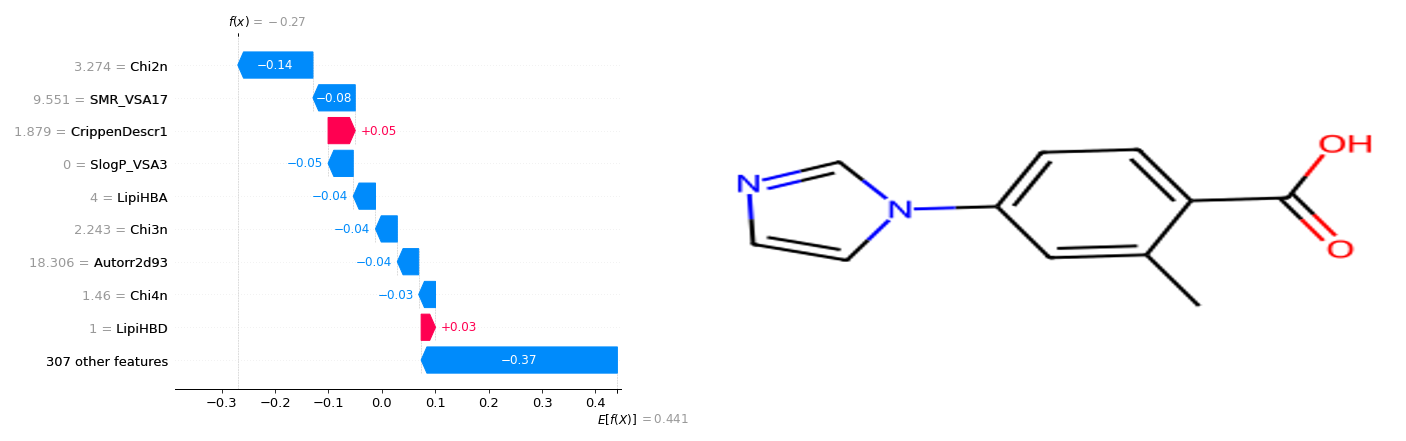 f(x) = −0.27
3.274 = Chi2n
−0.14
9.551 = SMR_VSA17
−0.08
1.879 = CrippenDescr1
+0.05
0 = SlogP_VSA3
−0.05
4 = LipiHBA
−0.04
2.243 = Chi3n
−0.04
18.306 = Autorr2d93
−0.04
1.46 = Chi4n
−0.03
1 = LipiHBD
+0.03
307 other features
−0.37
−0.3 −0.2 −0.1 0.0 0.1 0.2 0.3 0.4
E[f(X)] = 0.441
OH
N
N
O